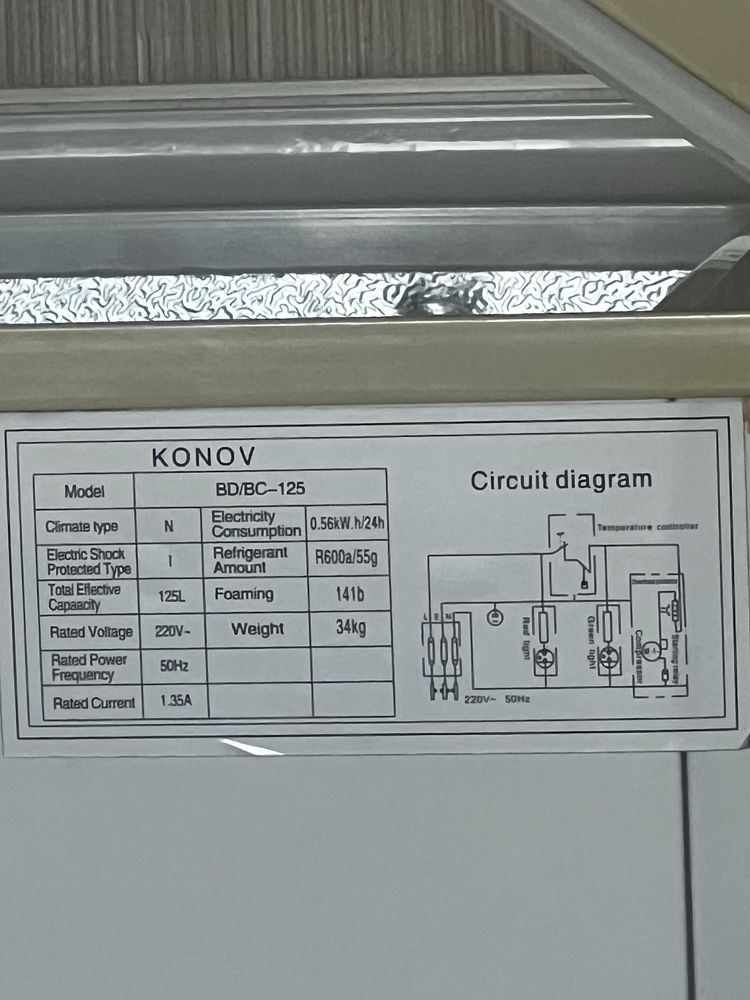 KONOV
Model BD/BC-125
Climate type N Electricity Consumption 0.56kW.h/24h
Electric Shock Protected Type I Refrigerant Amount R600a/55g
Total Effective Capaacity 125L Foaming 141b
Rated Voltage 220V~ Weight 34kg
Rated Power Frequency 50Hz
Rated Current 1.35A
Circuit diagram
Temperature controller
L E N
Red light
Green light
Compressor
Starting relay
220V~ 50Hz